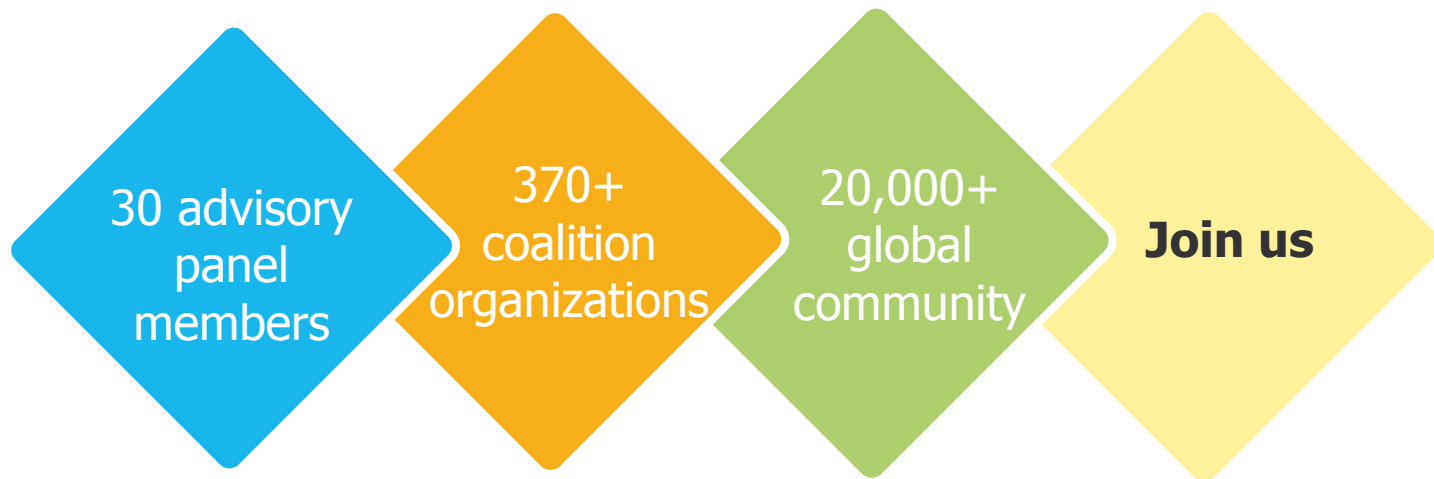 30 advisory
panel
members
370+
coalition
organizations
20,000+
global
community
Join us